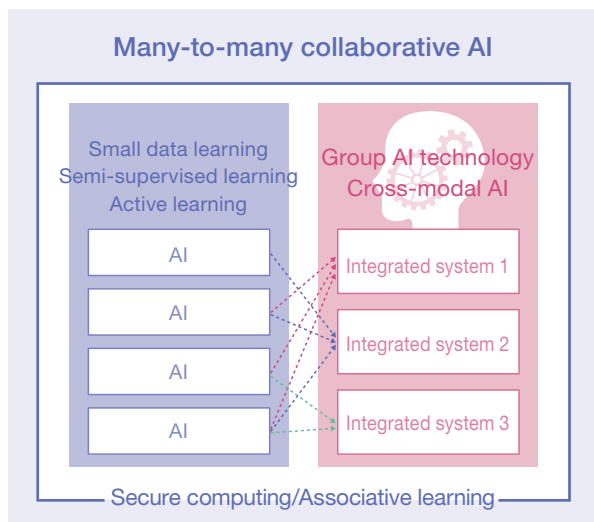 Many-to-many collaborative AI
Small data learning
Semi-supervised learning
Active learning
AI
AI
AI
AI
Group AI technology
Cross-modal AI
Integrated system 1
Integrated system 2
Integrated system 3
Secure computing/Associative learning